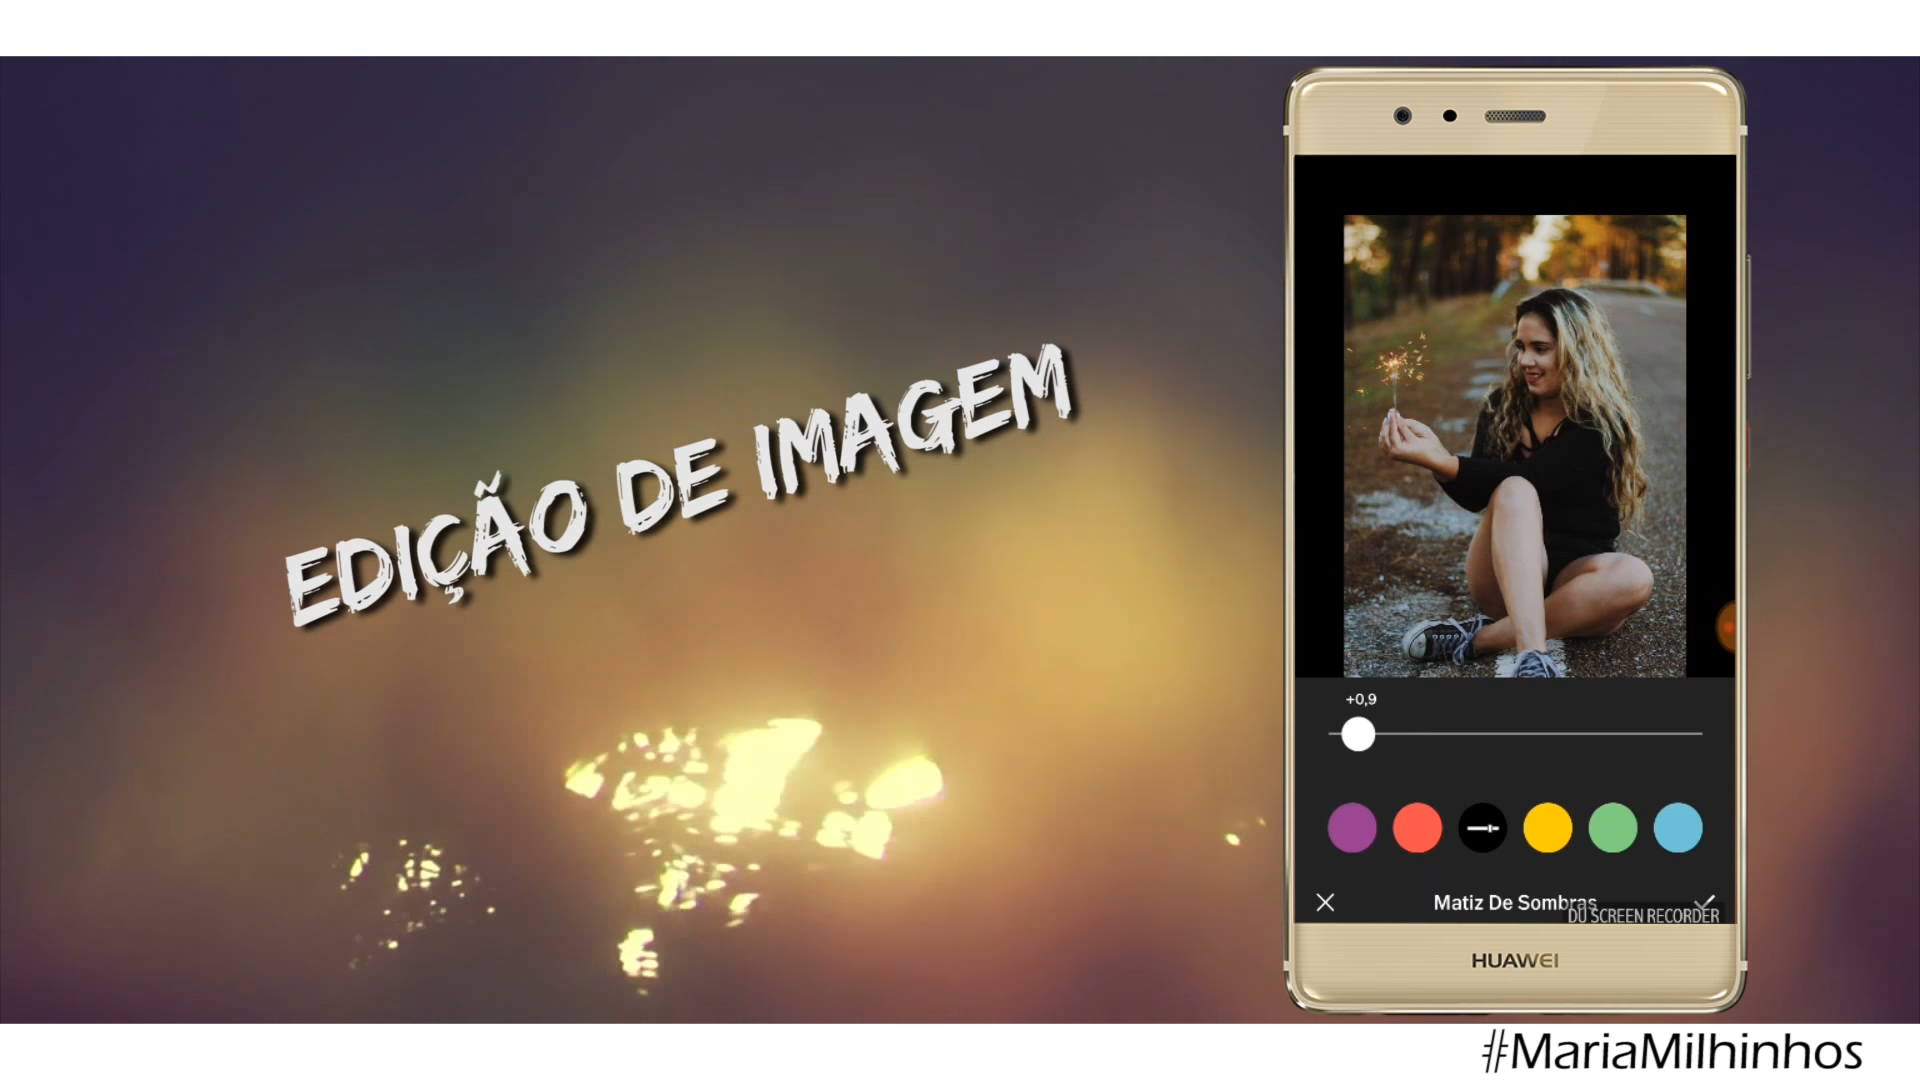 EDIÇÃO DE IMAGEM
+0,9
Matiz De Sombras
DU SCREEN RECORDER
HUAWEI
#MariaMilhinhos